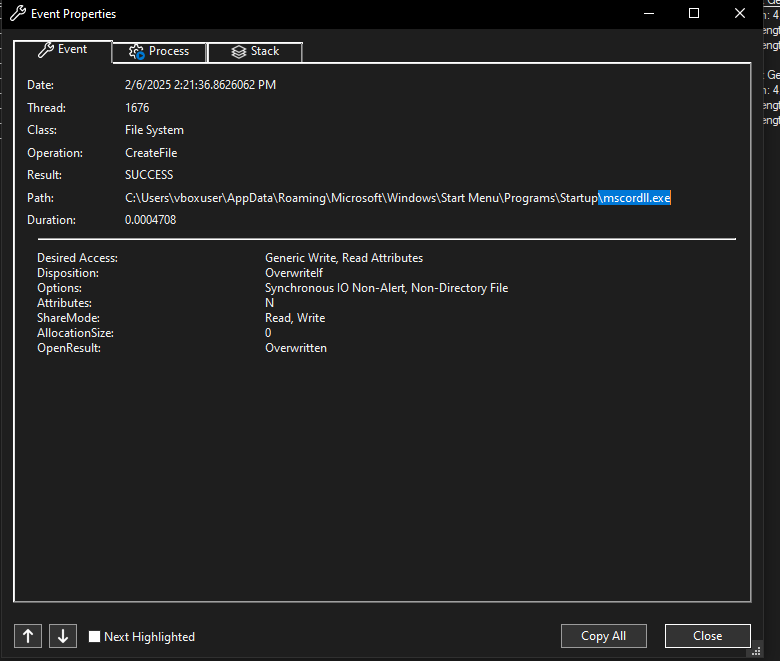 Event Properties
Event Process Stack
Date: 2/6/2025 2:21:36.8626062 PM
Thread: 1676
Class: File System
Operation: CreateFile
Result: SUCCESS
Path: C:\Users\vboxuser\AppData\Roaming\Microsoft\Windows\Start Menu\Programs\Startup\mscordll.exe
Duration: 0.0004708
Desired Access: Generic Write, Read Attributes
Disposition: OverwriteIf
Options: Synchronous IO Non-Alert, Non-Directory File
Attributes: N
ShareMode: Read, Write
AllocationSize: 0
OpenResult: Overwritten
Next Highlighted Copy All Close